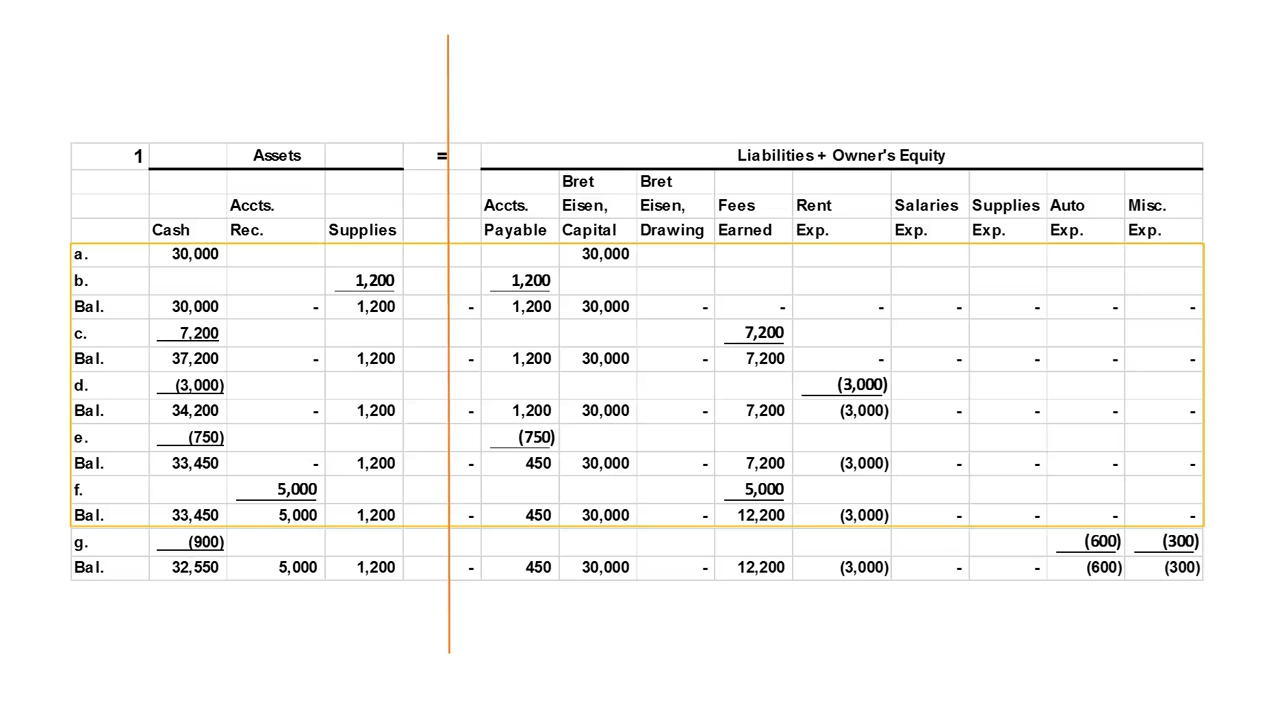 1 Assets = Liabilities + Owner's Equity
Bret Bret
Accts. Accts. Eisen, Eisen, Fees Rent Salaries Supplies Auto Misc.
Cash Rec. Supplies Payable Capital Drawing Earned Exp. Exp. Exp. Exp. Exp.
a. 30,000 30,000
b. 1,200 1,200
Bal. 30,000 - 1,200 - 1,200 30,000 - - - - - - -
c. 7,200 7,200
Bal. 37,200 - 1,200 - 1,200 30,000 - 7,200 - - - - -
d. (3,000) (3,000)
Bal. 34,200 - 1,200 - 1,200 30,000 - 7,200 (3,000) - - - -
e. (750) (750)
Bal. 33,450 - 1,200 - 450 30,000 - 7,200 (3,000) - - - -
f. 5,000 5,000
Bal. 33,450 5,000 1,200 - 450 30,000 - 12,200 (3,000) - - - -
g. (900) (600) (300)
Bal. 32,550 5,000 1,200 - 450 30,000 - 12,200 (3,000) - - (600) (300)